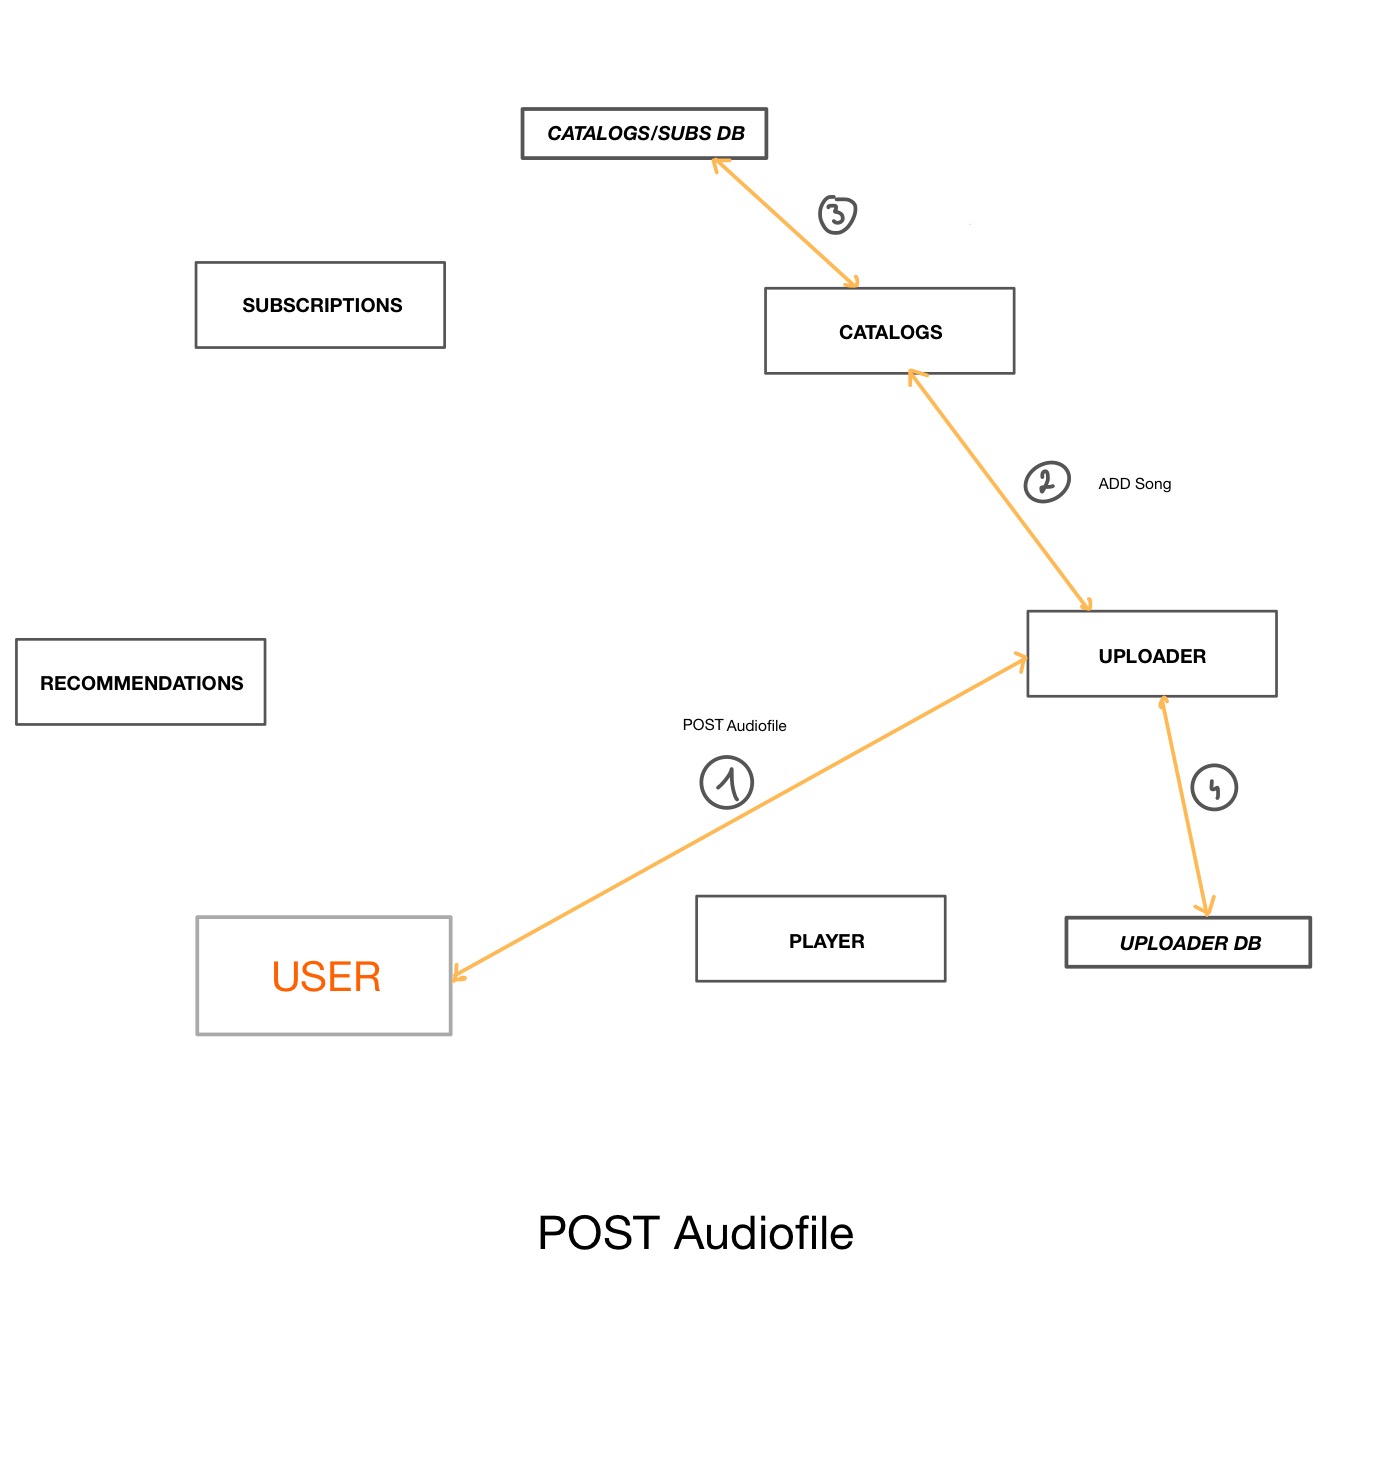 CATALOGS/SUBS DB
3
SUBSCRIPTIONS
CATALOGS
2
ADD Song
UPLOADER
RECOMMENDATIONS
POST Audiofile
1
4
PLAYER
UPLOADER DB
USER
POST Audiofile